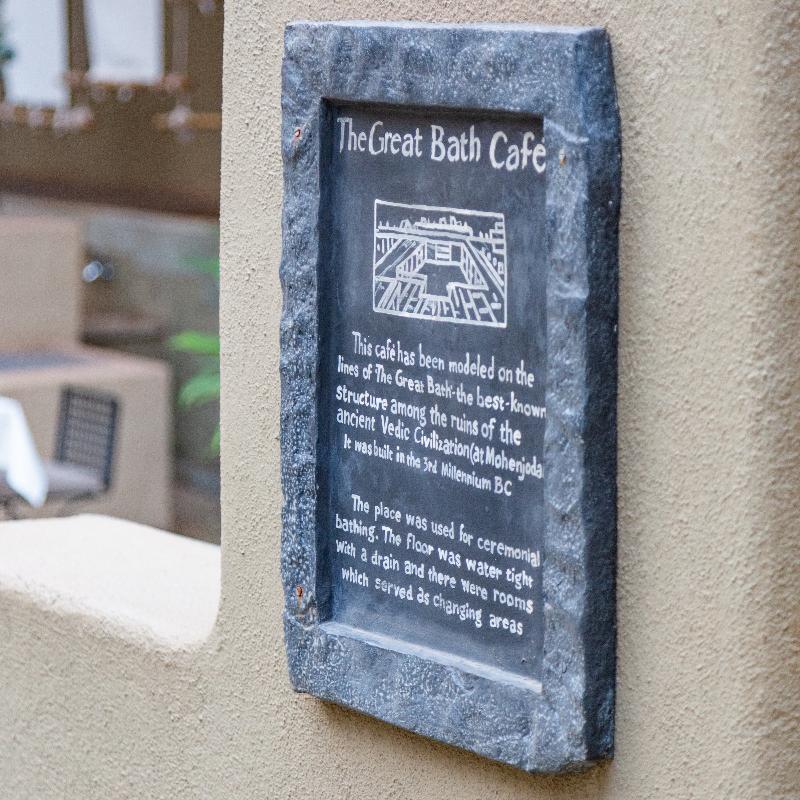 The Great Bath Café
This café has been modeled on the
lines of The Great Bath-the best-known
structure among the ruins of the
ancient Vedic Civilization(at Mohenjoda
It was built in the 3rd Millennium BC
The place was used for ceremonial
bathing. The floor was water tight
with a drain and there were rooms
which served as changing areas